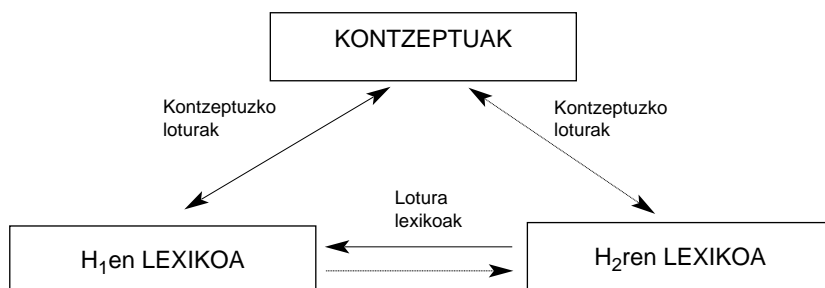 KONTZEPTUAK
Kontzeptuzko
loturak
Kontzeptuzko
loturak
Lotura
lexikoak
H₁en LEXIKOA
H₂ren LEXIKOA